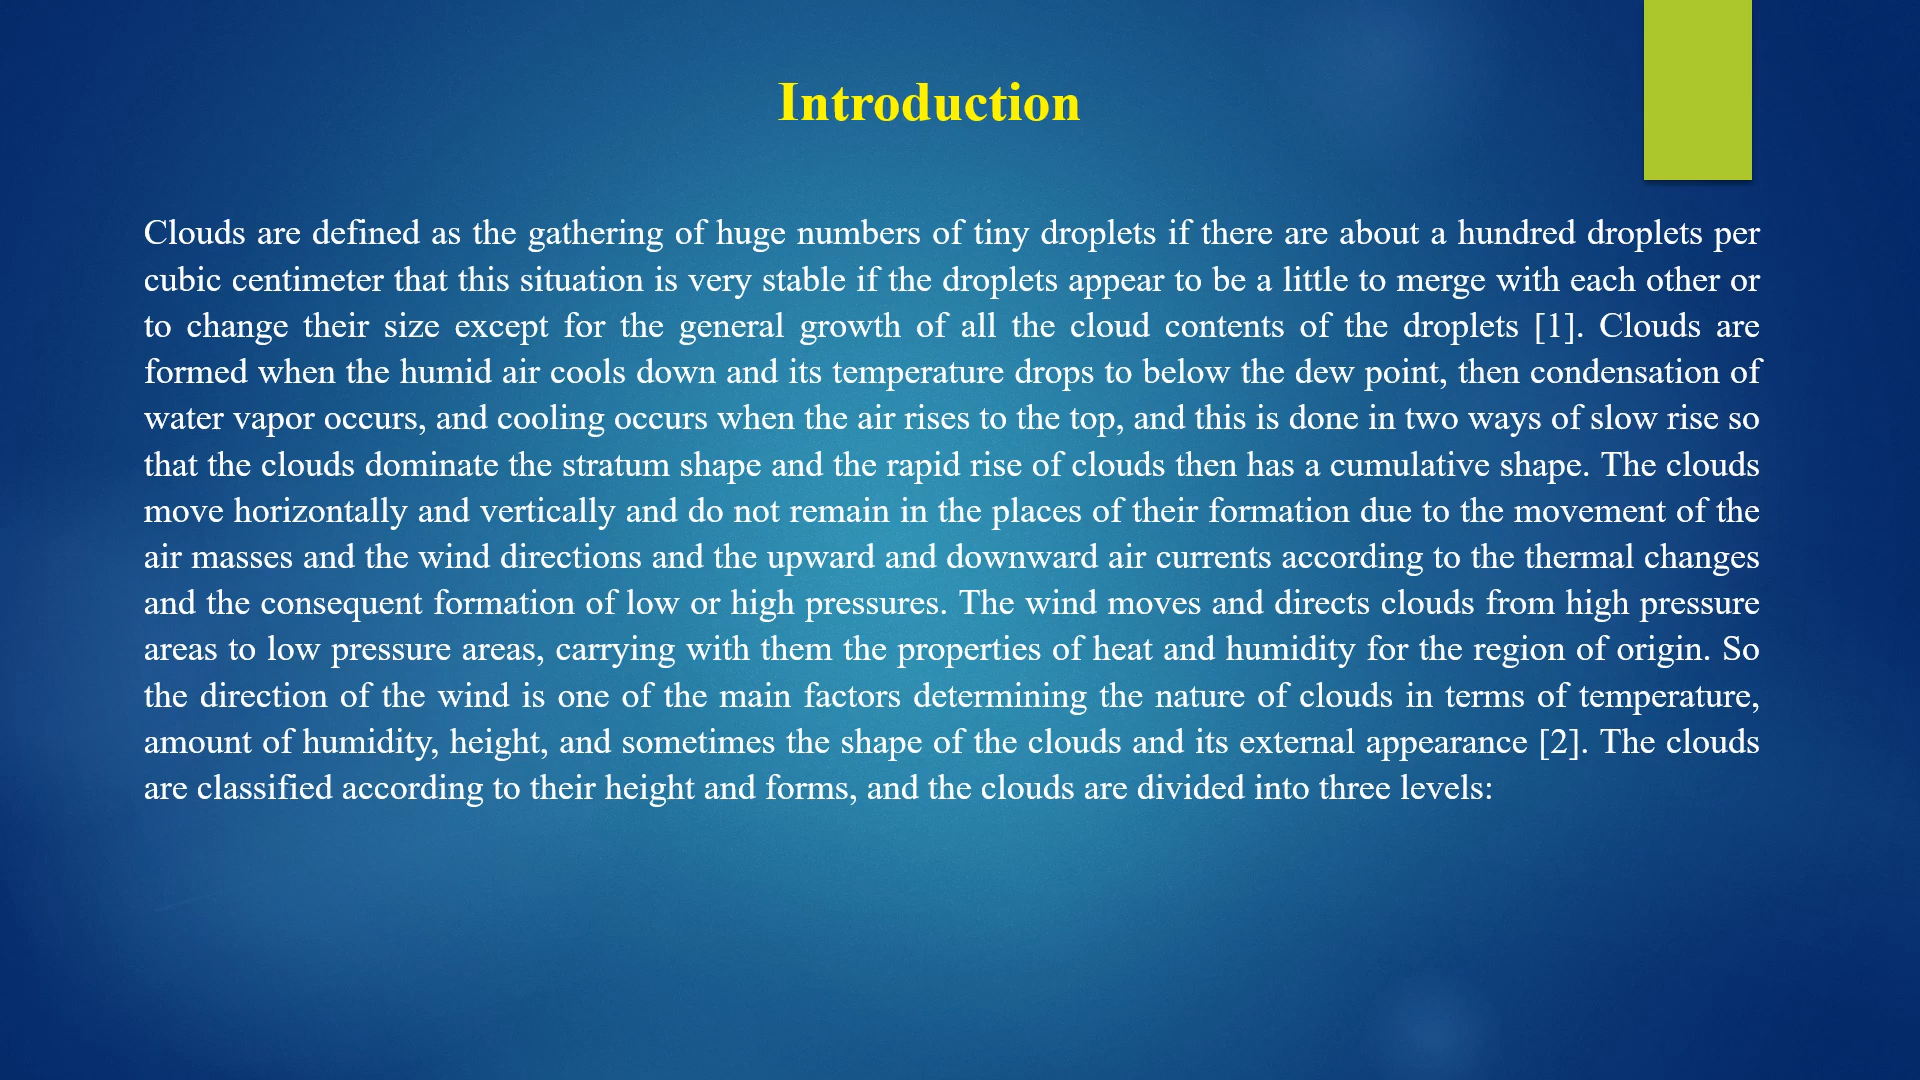 Introduction
Clouds are defined as the gathering of huge numbers of tiny droplets if there are about a hundred droplets per
cubic centimeter that this situation is very stable if the droplets appear to be a little to merge with each other or
to change their size except for the general growth of all the cloud contents of the droplets [1]. Clouds are
formed when the humid air cools down and its temperature drops to below the dew point, then condensation of
water vapor occurs, and cooling occurs when the air rises to the top, and this is done in two ways of slow rise so
that the clouds dominate the stratum shape and the rapid rise of clouds then has a cumulative shape. The clouds
move horizontally and vertically and do not remain in the places of their formation due to the movement of the
air masses and the wind directions and the upward and downward air currents according to the thermal changes
and the consequent formation of low or high pressures. The wind moves and directs clouds from high pressure
areas to low pressure areas, carrying with them the properties of heat and humidity for the region of origin. So
the direction of the wind is one of the main factors determining the nature of clouds in terms of temperature,
amount of humidity, height, and sometimes the shape of the clouds and its external appearance [2]. The clouds
are classified according to their height and forms, and the clouds are divided into three levels: